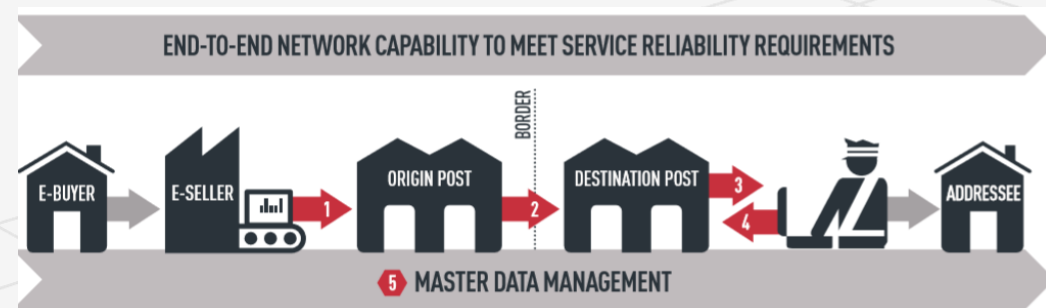 END-TO-END NETWORK CAPABILITY TO MEET SERVICE RELIABILITY REQUIREMENTS
BORDER
E-BUYER
E-SELLER
1
ORIGIN POST
2
DESTINATION POST
3
4
ADDRESSEE
5 MASTER DATA MANAGEMENT